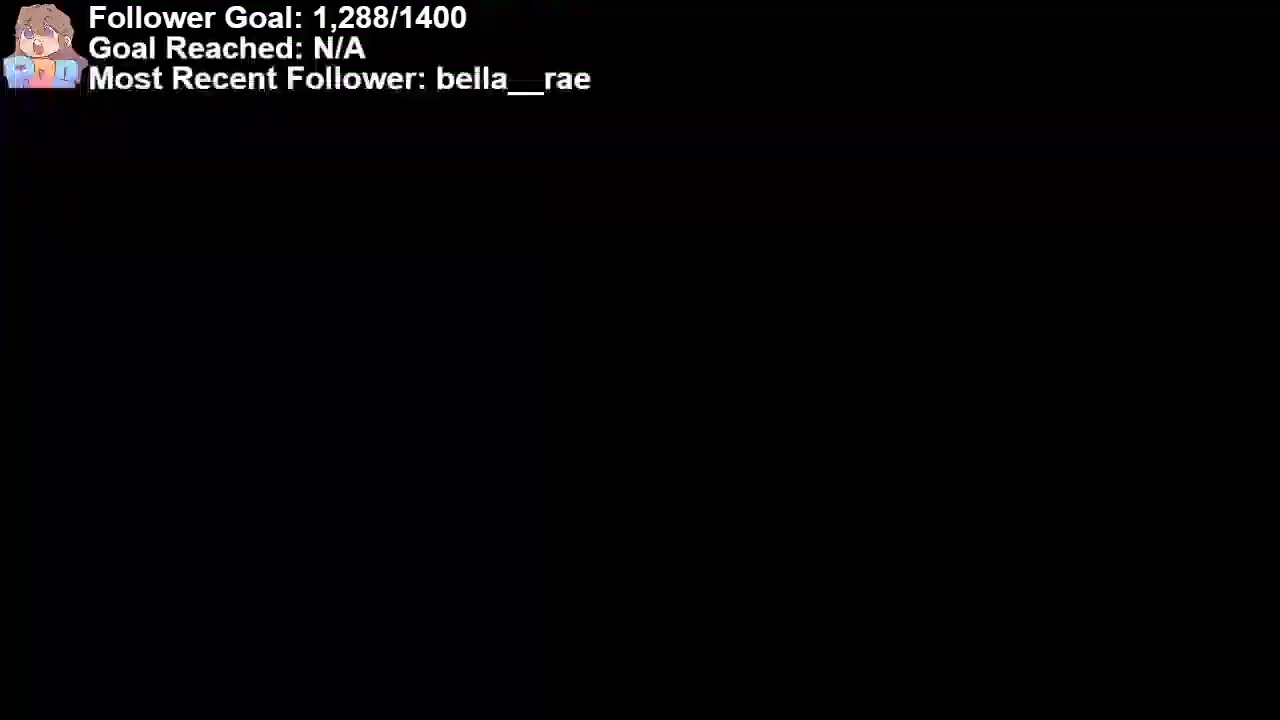 Follower Goal: 1,288/1400
Goal Reached: N/A
Most Recent Follower: bella__rae